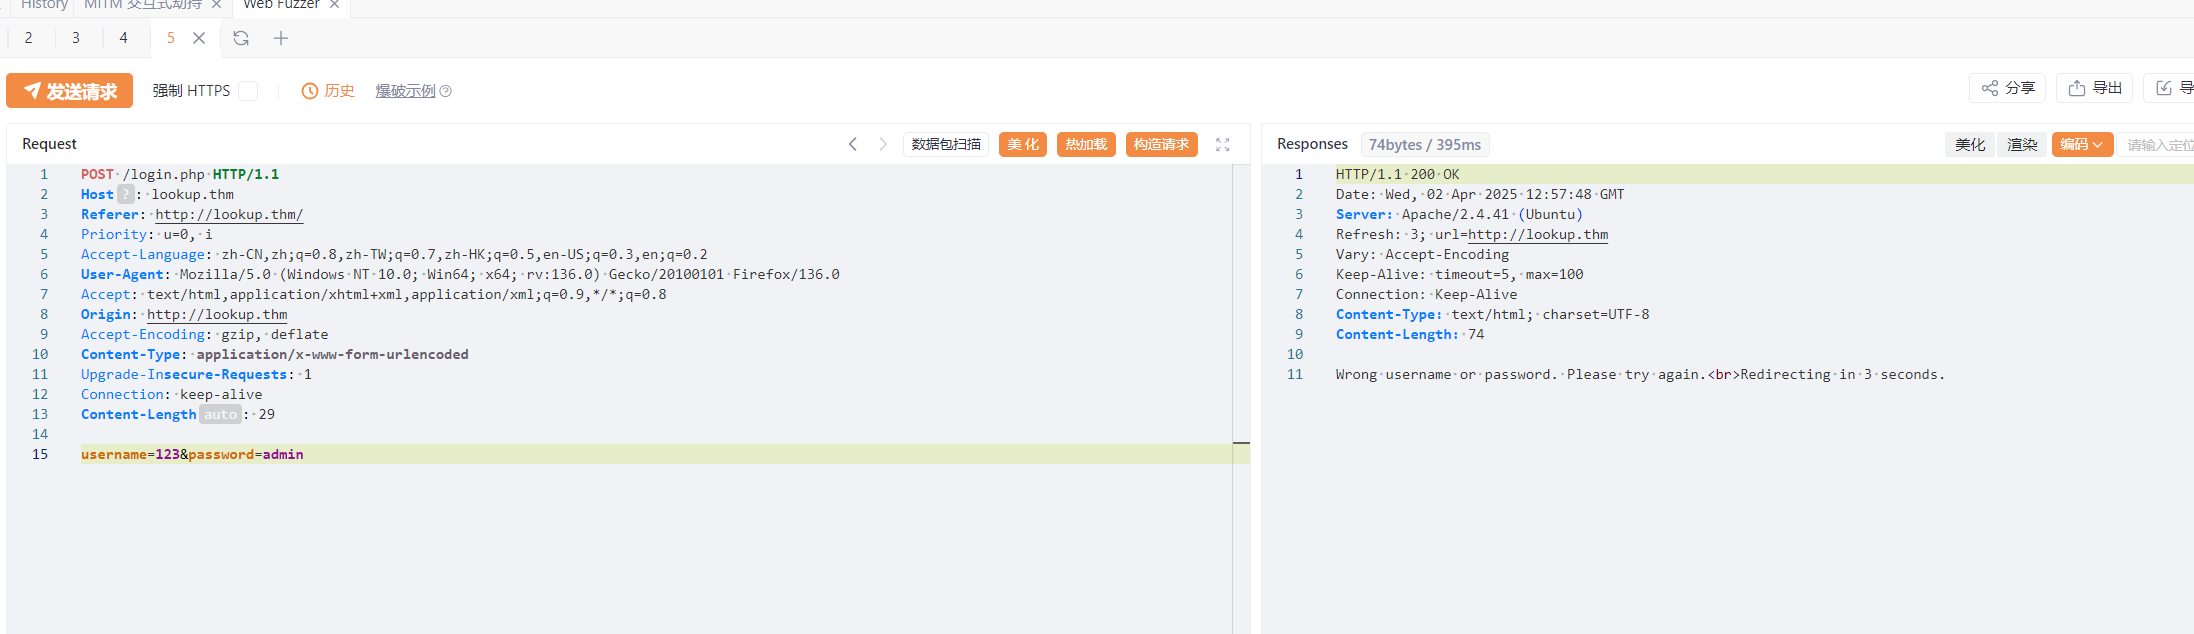 History MITM 交互式劫持 Web Fuzzer
2 3 4 5
发送请求 强制 HTTPS 历史 爆破示例 分享 导出
Request 数据包扫描 美 化 热加载 构造请求
1 POST /login.php HTTP/1.1
2 Host ? : lookup.thm
3 Referer: http://lookup.thm/
4 Priority: u=0, i
5 Accept-Language: zh-CN,zh;q=0.8,zh-TW;q=0.7,zh-HK;q=0.5,en-US;q=0.3,en;q=0.2
6 User-Agent: Mozilla/5.0 (Windows NT 10.0; Win64; x64; rv:136.0) Gecko/20100101 Firefox/136.0
7 Accept: text/html,application/xhtml+xml,application/xml;q=0.9,*/*;q=0.8
8 Origin: http://lookup.thm
9 Accept-Encoding: gzip, deflate
10 Content-Type: application/x-www-form-urlencoded
11 Upgrade-Insecure-Requests: 1
12 Connection: keep-alive
13 Content-Length auto : 29
14
15 username=123&password=admin
Responses 74bytes / 395ms 美化 渲染 编码 请输入定位
1 HTTP/1.1 200 OK
2 Date: Wed, 02 Apr 2025 12:57:48 GMT
3 Server: Apache/2.4.41 (Ubuntu)
4 Refresh: 3; url=http://lookup.thm
5 Vary: Accept-Encoding
6 Keep-Alive: timeout=5, max=100
7 Connection: Keep-Alive
8 Content-Type: text/html; charset=UTF-8
9 Content-Length: 74
10
11 Wrong username or password. Please try again.<br>Redirecting in 3 seconds.